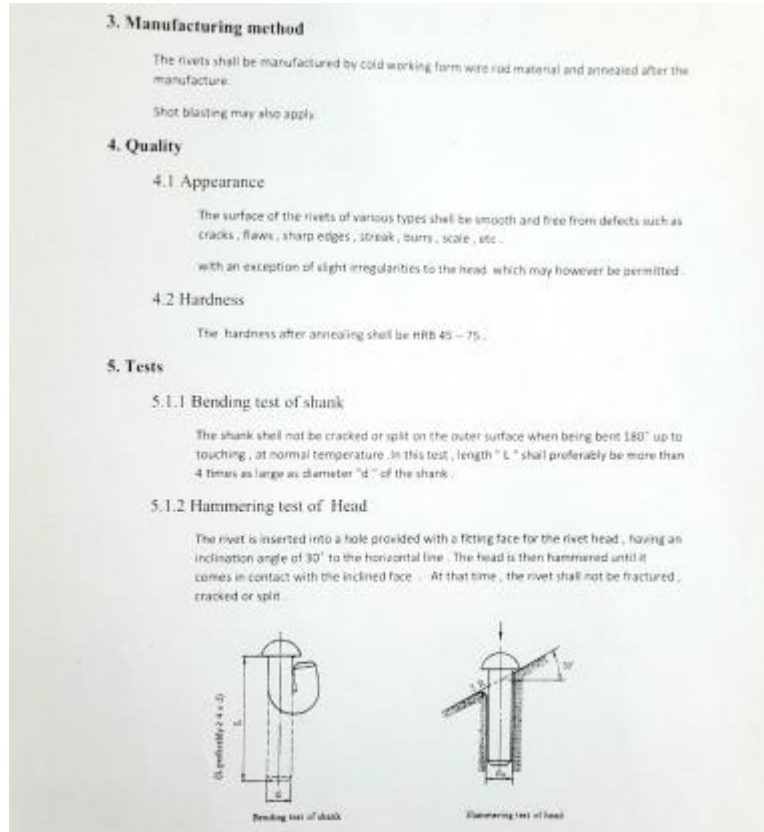 3. Manufacturing method
The rivets shall be manufactured by cold working form wire rod material and annealed after the
manufacture.
Shot blasting may also apply.
4. Quality
4.1 Appearance
The surface of the rivets of various types shell be smooth and free from defects such as
cracks , flaws , sharp edges , streak , burrs , scale , etc .
with an exception of slight irregularities to the head which may however be permitted .
4.2 Hardness
The hardness after annealing shell be HRB 45 – 75 .
5. Tests
5.1.1 Bending test of shank
The shank shell not be cracked or split on the outer surface when being bent 180° up to
touching , at normal temperature .In this test , length " L " shall preferably be more than
4 times as large as diameter "d " of the shank .
5.1.2 Hammering test of Head
The rivet is inserted into a hole provided with a fitting face for the rivet head , having an
inclination angle of 30° to the horizontal line . The head is then hammered until it
comes in contact with the inclined face . At that time , the rivet shall not be fractured ,
cracked or split .
30°
L
d
Bending test of shank
Hammering test of head